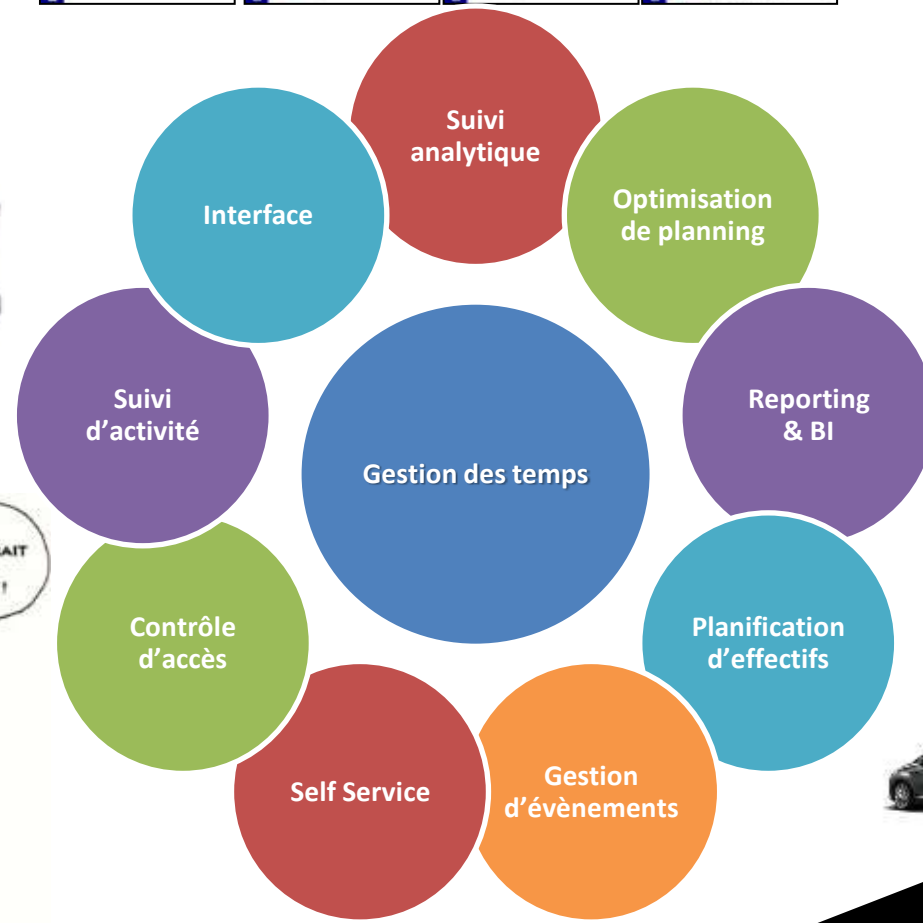 Suivi
analytique
Optimisation
de planning
Interface
Reporting
& BI
Suivi
d’activité
Gestion des temps
AIT
!
Planification
d’effectifs
Contrôle
d’accès
Gestion
d’évènements
Self Service